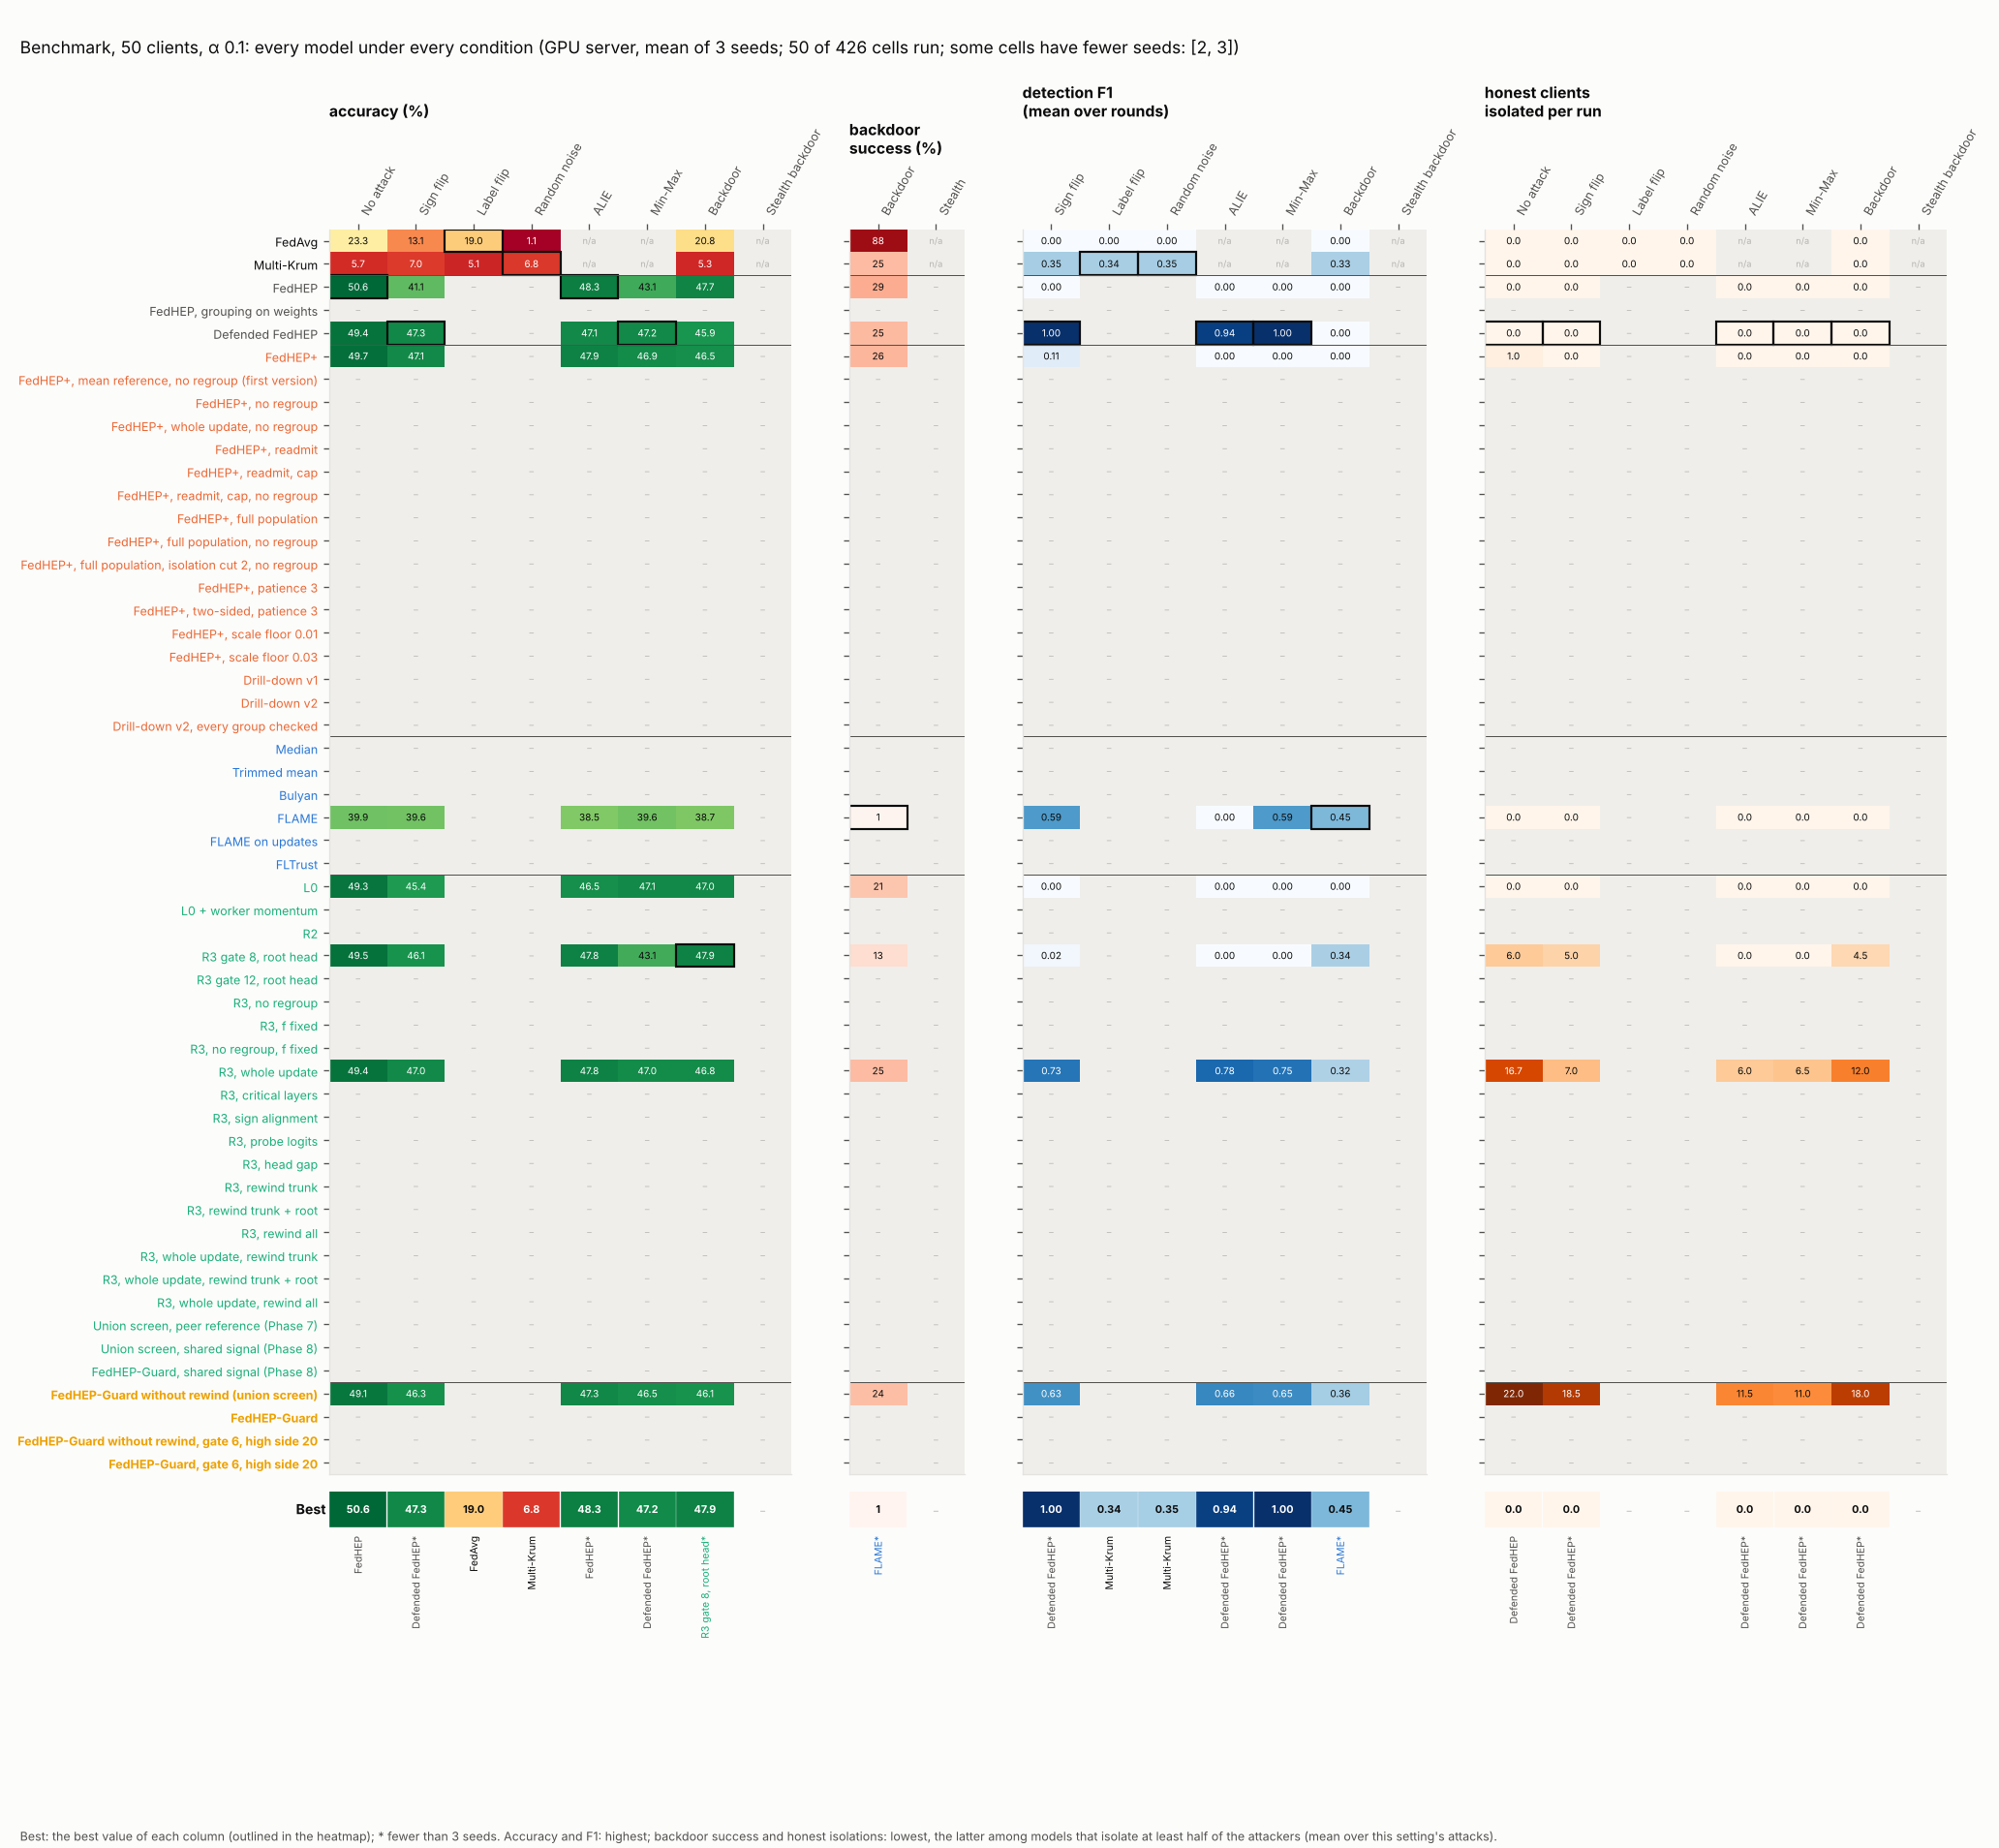 Benchmark, 50 clients, α 0.1: every model under every condition (GPU server, mean of 3 seeds; 50 of 426 cells run; some cells have fewer seeds: [2, 3])
accuracy (%)
backdoor
success (%)
detection F1
(mean over rounds)
honest clients
isolated per run
No attack Sign flip Label flip Random noise ALIE Min-Max Backdoor Stealth backdoor
Backdoor Stealth
Sign flip Label flip Random noise ALIE Min-Max Backdoor Stealth backdoor
No attack Sign flip Label flip Random noise ALIE Min-Max Backdoor Stealth backdoor
FedAvg 23.3 13.1 19.0 1.1 n/a n/a 20.8 n/a 88 n/a 0.00 0.00 0.00 n/a n/a 0.00 n/a 0.0 0.0 0.0 0.0 n/a n/a 0.0 n/a
Multi-Krum 5.7 7.0 5.1 6.8 n/a n/a 5.3 n/a 25 n/a 0.35 0.34 0.35 n/a n/a 0.33 n/a 0.0 0.0 0.0 0.0 n/a n/a 0.0 n/a
FedHEP 50.6 41.1 48.3 43.1 47.7 29 0.00 0.00 0.00 0.00 0.0 0.0 0.0 0.0 0.0
FedHEP, grouping on weights
Defended FedHEP 49.4 47.3 47.1 47.2 45.9 25 1.00 0.94 1.00 0.00 0.0 0.0 0.0 0.0 0.0
FedHEP+ 49.7 47.1 47.9 46.9 46.5 26 0.11 0.00 0.00 0.00 1.0 0.0 0.0 0.0 0.0
FedHEP+, mean reference, no regroup (first version)
FedHEP+, no regroup
FedHEP+, whole update, no regroup
FedHEP+, readmit
FedHEP+, readmit, cap
FedHEP+, readmit, cap, no regroup
FedHEP+, full population
FedHEP+, full population, no regroup
FedHEP+, full population, isolation cut 2, no regroup
FedHEP+, patience 3
FedHEP+, two-sided, patience 3
FedHEP+, scale floor 0.01
FedHEP+, scale floor 0.03
Drill-down v1
Drill-down v2
Drill-down v2, every group checked
Median
Trimmed mean
Bulyan
FLAME 39.9 39.6 38.5 39.6 38.7 1 0.59 0.00 0.59 0.45 0.0 0.0 0.0 0.0 0.0
FLAME on updates
FLTrust
L0 49.3 45.4 46.5 47.1 47.0 21 0.00 0.00 0.00 0.00 0.0 0.0 0.0 0.0 0.0
L0 + worker momentum
R2
R3 gate 8, root head 49.5 46.1 47.8 43.1 47.9 13 0.02 0.00 0.00 0.34 6.0 5.0 0.0 0.0 4.5
R3 gate 12, root head
R3, no regroup
R3, f fixed
R3, no regroup, f fixed
R3, whole update 49.4 47.0 47.8 47.0 46.8 25 0.73 0.78 0.75 0.32 16.7 7.0 6.0 6.5 12.0
R3, critical layers
R3, sign alignment
R3, probe logits
R3, head gap
R3, rewind trunk
R3, rewind trunk + root
R3, rewind all
R3, whole update, rewind trunk
R3, whole update, rewind trunk + root
R3, whole update, rewind all
Union screen, peer reference (Phase 7)
Union screen, shared signal (Phase 8)
FedHEP-Guard, shared signal (Phase 8)
FedHEP-Guard without rewind (union screen) 49.1 46.3 47.3 46.5 46.1 24 0.63 0.66 0.65 0.36 22.0 18.5 11.5 11.0 18.0
FedHEP-Guard
FedHEP-Guard without rewind, gate 6, high side 20
FedHEP-Guard, gate 6, high side 20
Best 50.6 47.3 19.0 6.8 48.3 47.2 47.9 1 1.00 0.34 0.35 0.94 1.00 0.45 0.0 0.0 0.0 0.0 0.0
FedHEP Defended FedHEP* FedAvg Multi-Krum FedHEP* Defended FedHEP* R3 gate 8, root head* FLAME* Defended FedHEP* Multi-Krum Multi-Krum Defended FedHEP* Defended FedHEP* FLAME* Defended FedHEP Defended FedHEP* Defended FedHEP* Defended FedHEP* Defended FedHEP*
Best: the best value of each column (outlined in the heatmap); * fewer than 3 seeds. Accuracy and F1: highest; backdoor success and honest isolations: lowest, the latter among models that isolate at least half of the attackers (mean over this setting's attacks).